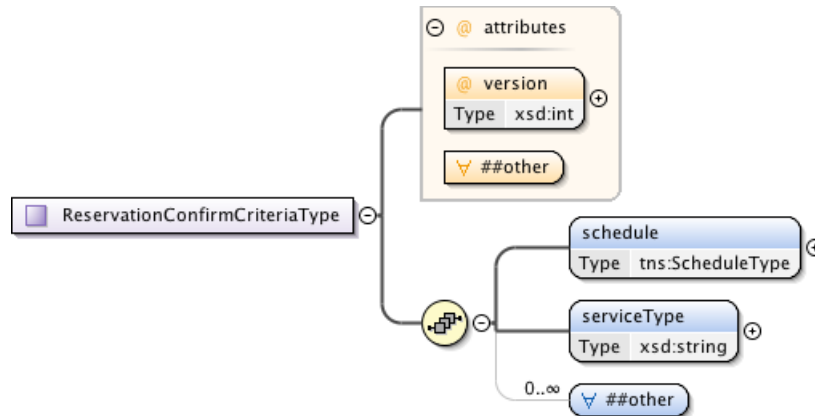 @ attributes
@ version
Type xsd:int
∀ ##other
ReservationConfirmCriteriaType
schedule
Type tns:ScheduleType
serviceType
Type xsd:string
0..∞
∀ ##other